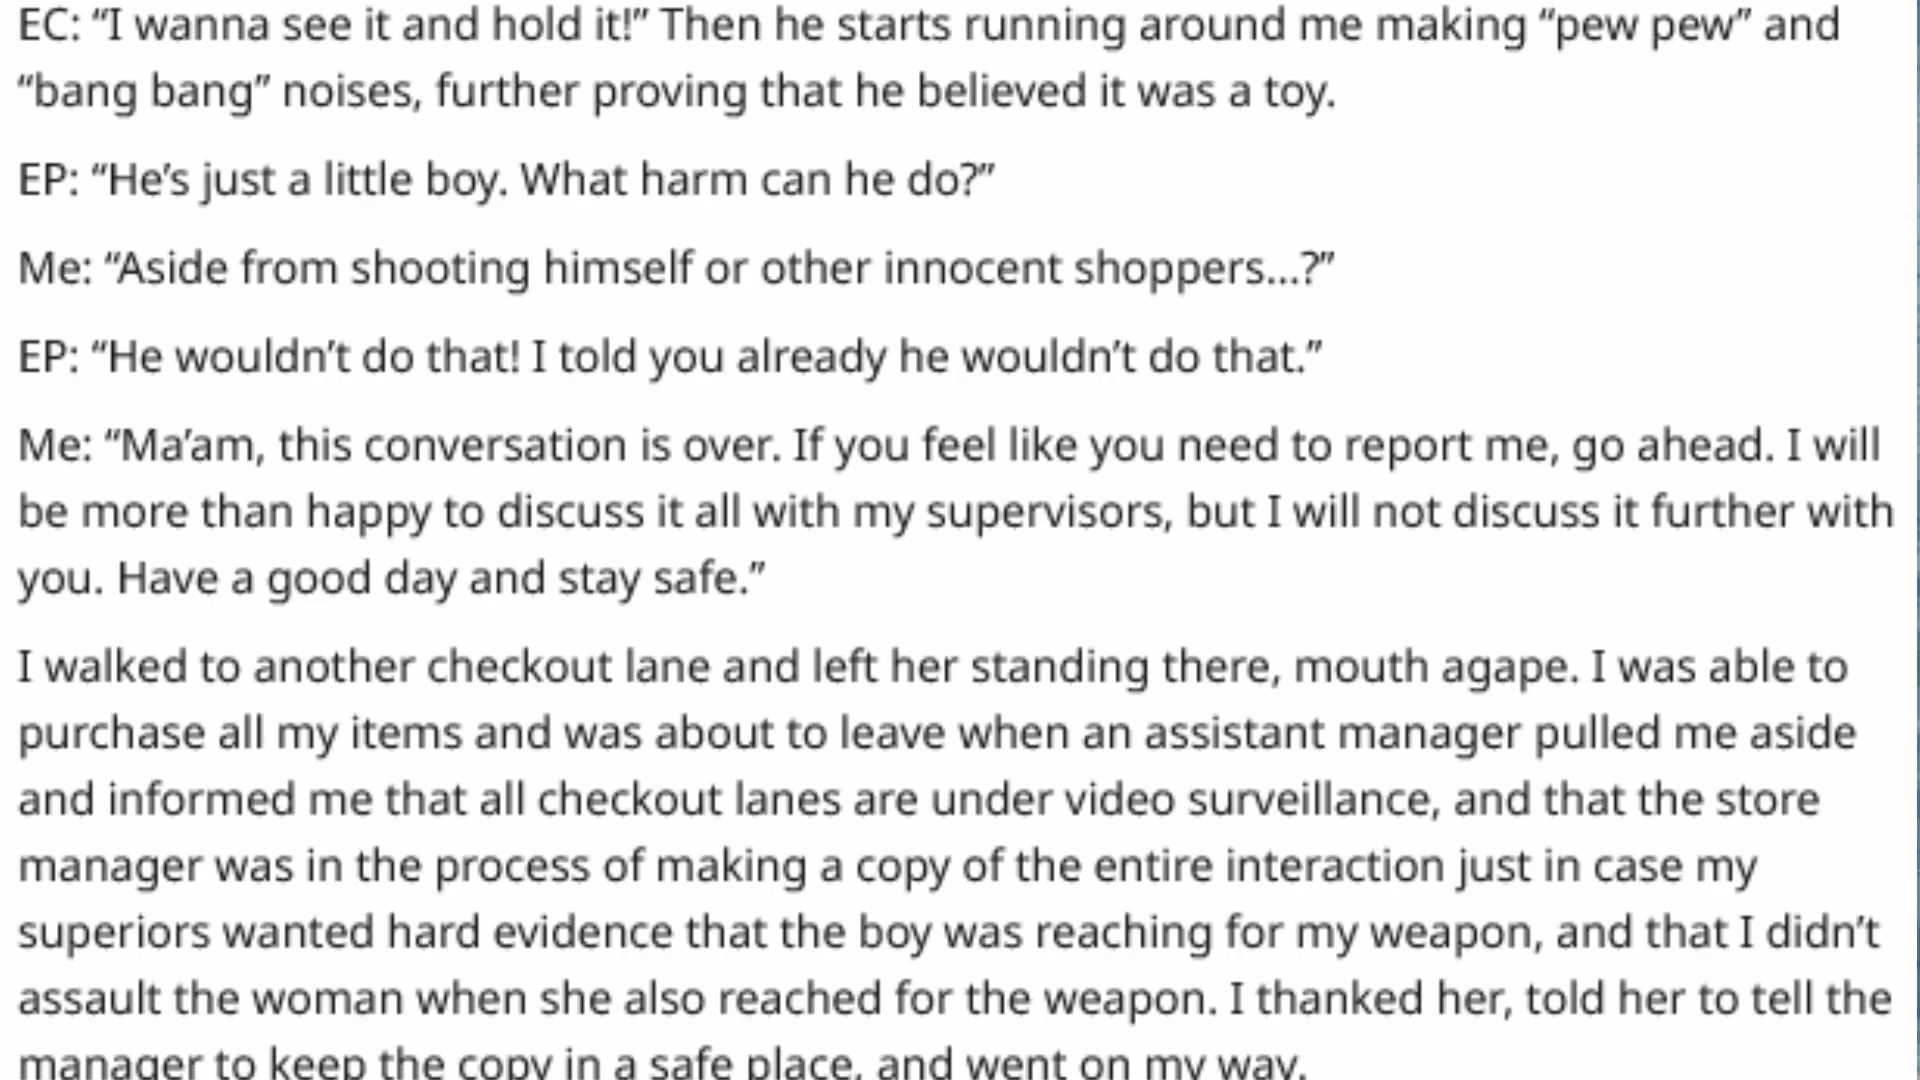 EC: “I wanna see it and hold it!” Then he starts running around me making “pew pew” and
“bang bang” noises, further proving that he believed it was a toy.
EP: “He’s just a little boy. What harm can he do?”
Me: “Aside from shooting himself or other innocent shoppers...?”
EP: “He wouldn’t do that! I told you already he wouldn’t do that.”
Me: “Ma’am, this conversation is over. If you feel like you need to report me, go ahead. I will
be more than happy to discuss it all with my supervisors, but I will not discuss it further with
you. Have a good day and stay safe.”
I walked to another checkout lane and left her standing there, mouth agape. I was able to
purchase all my items and was about to leave when an assistant manager pulled me aside
and informed me that all checkout lanes are under video surveillance, and that the store
manager was in the process of making a copy of the entire interaction just in case my
superiors wanted hard evidence that the boy was reaching for my weapon, and that I didn’t
assault the woman when she also reached for the weapon. I thanked her, told her to tell the
manager to keep the copy in a safe place, and went on my way.